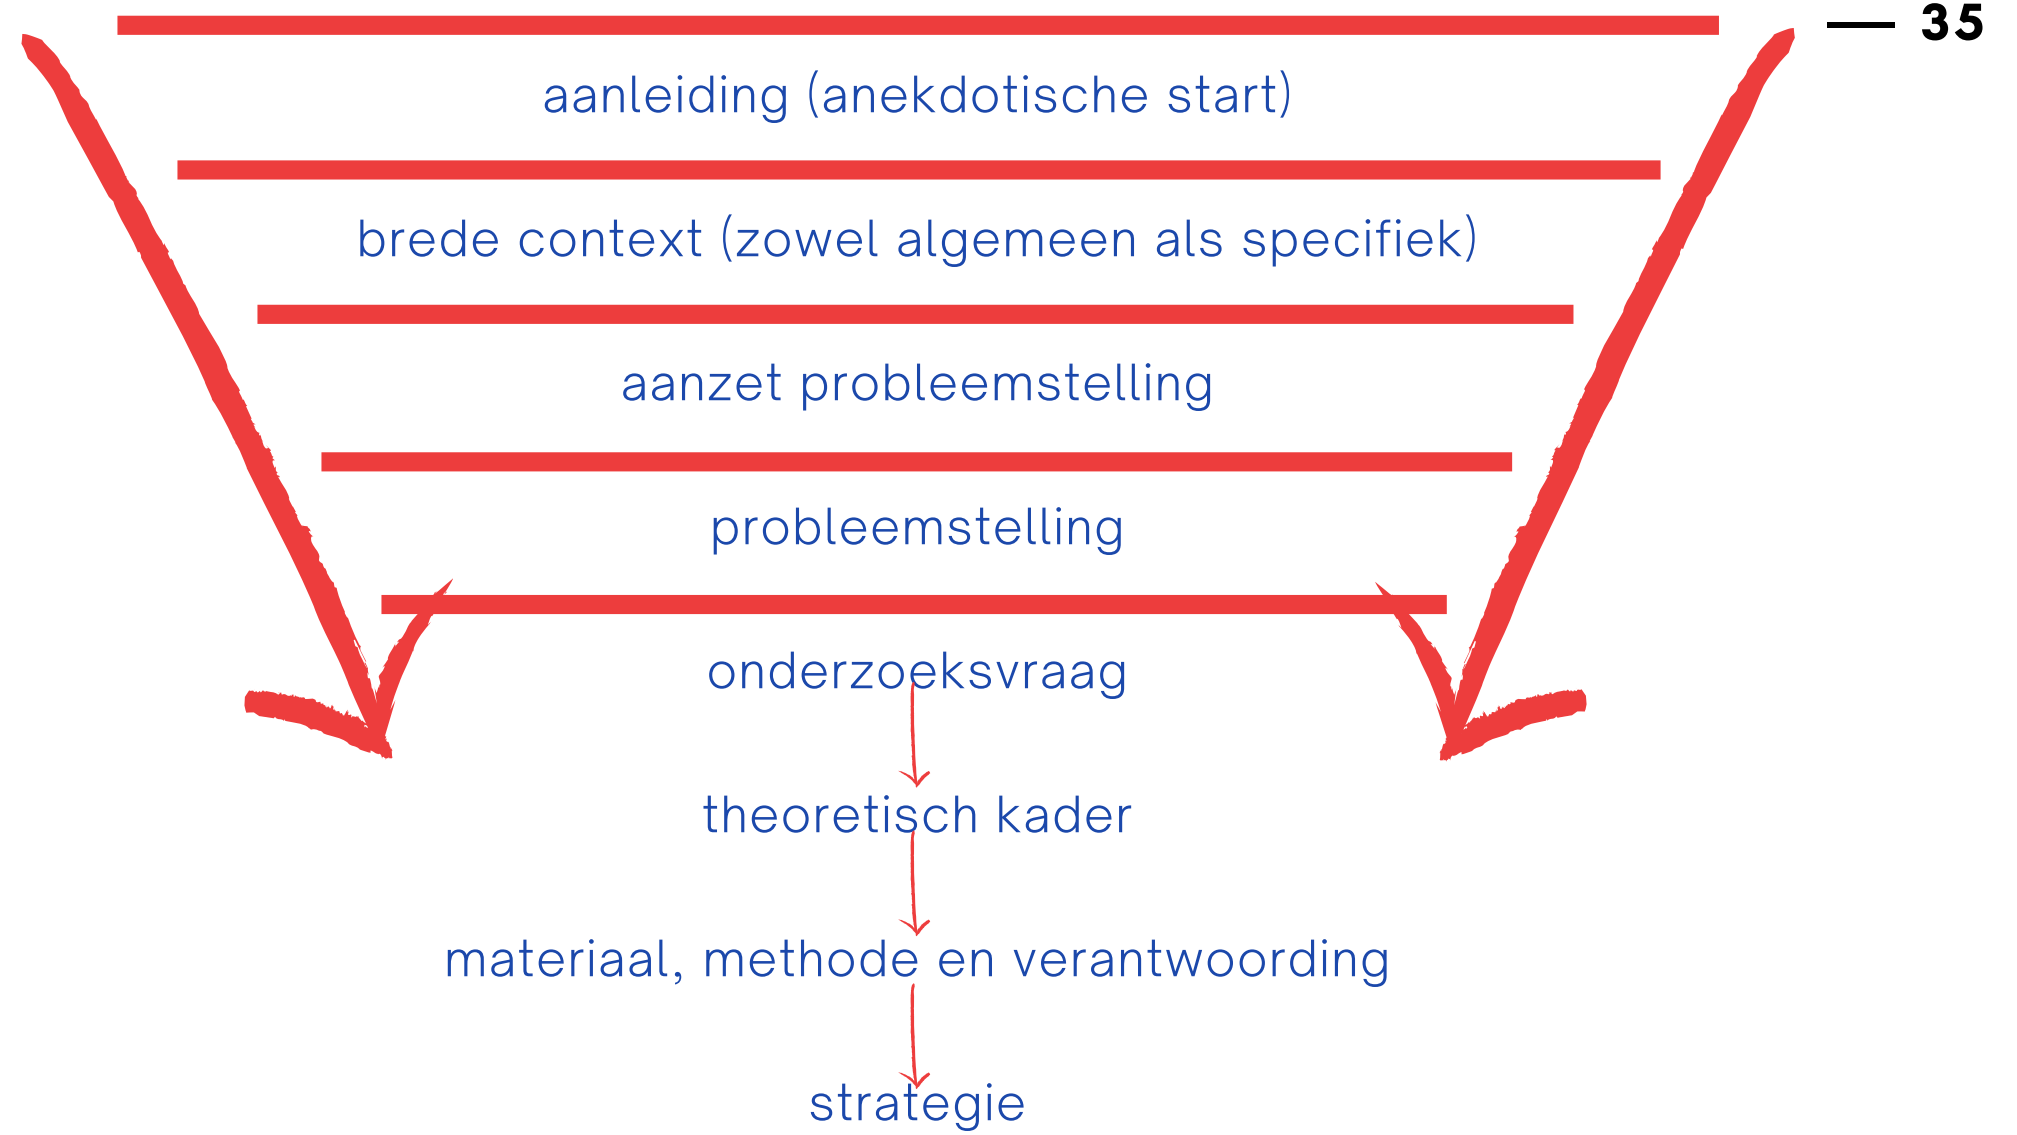 35
aanleiding (anekdotische start)
brede context (zowel algemeen als specifiek)
aanzet probleemstelling
probleemstelling
onderzoeksvraag
theoretisch kader
materiaal, methode en verantwoording
strategie